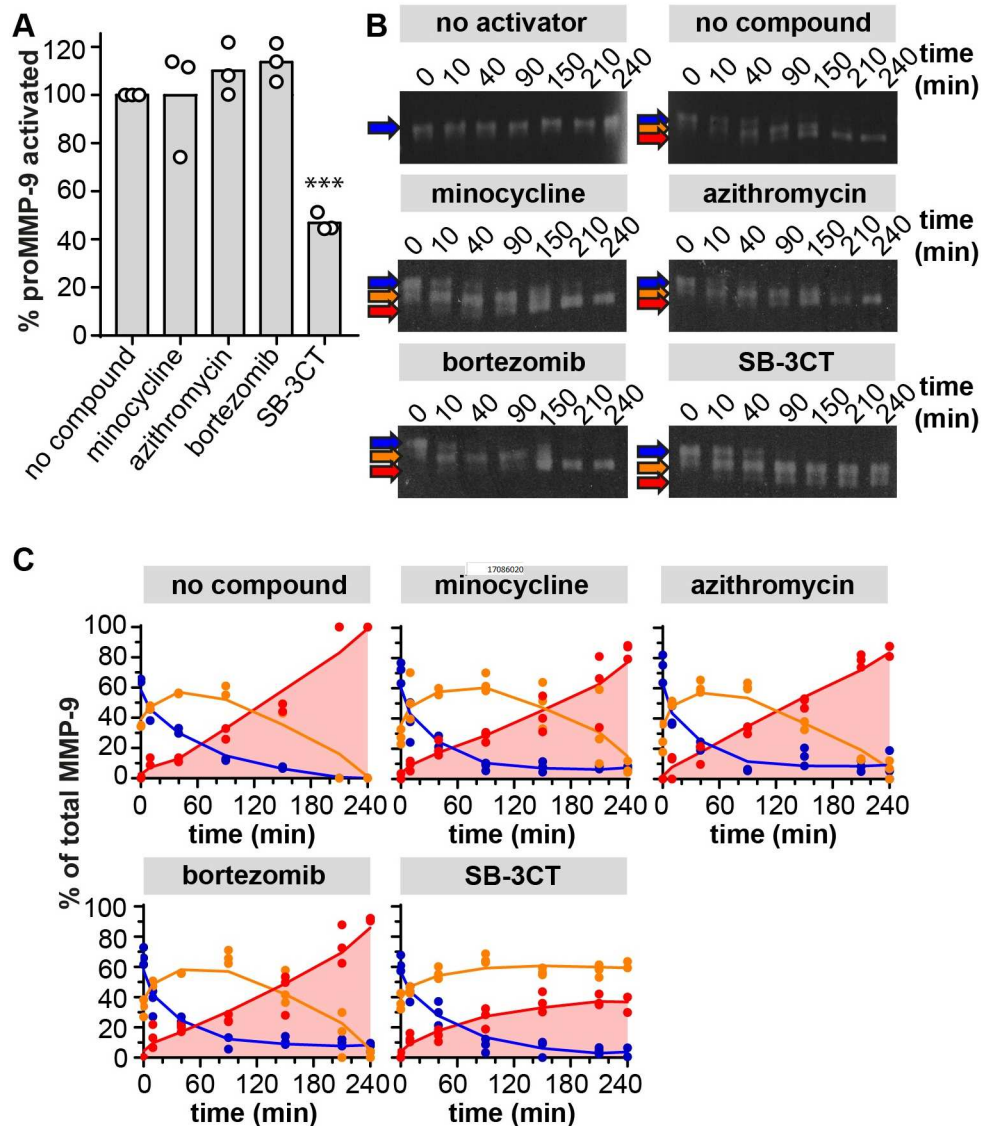 A
% proMMP-9 activated
120
100
80
60
40
20
0
***
no compound
minocycline
azithromycin
bortezomib
SB-3CT
B
no activator
0 10 40 90 150 210 240
no compound
0 10 40 90 150 210 240
time
(min)
minocycline
0 10 40 90 150 210 240
azithromycin
0 10 40 90 150 210 240
time
(min)
bortezomib
0 10 40 90 150 210 240
SB-3CT
0 10 40 90 150 210 240
time
(min)
C
% of total MMP-9
no compound
100
80
60
40
20
0
0 60 120 180 240
time (min)
17086020
minocycline
0 60 120 180 240
time (min)
azithromycin
0 60 120 180 240
time (min)
bortezomib
100
80
60
40
20
0
0 60 120 180 240
time (min)
SB-3CT
0 60 120 180 240
time (min)